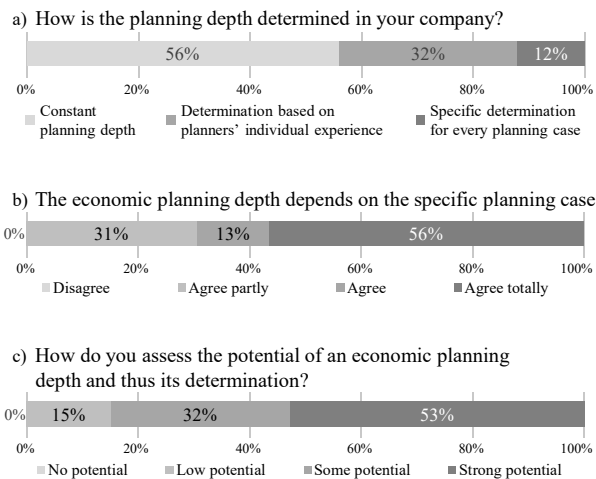 a) How is the planning depth determined in your company?
56% 32% 12%
0% 20% 40% 60% 80% 100%
Constant planning depth
Determination based on planners' individual experience
Specific determination for every planning case
b) The economic planning depth depends on the specific planning case
0% 31% 13% 56%
0% 20% 40% 60% 80% 100%
Disagree Agree partly Agree Agree totally
c) How do you assess the potential of an economic planning
depth and thus its determination?
0% 15% 32% 53%
0% 20% 40% 60% 80% 100%
No potential Low potential Some potential Strong potential